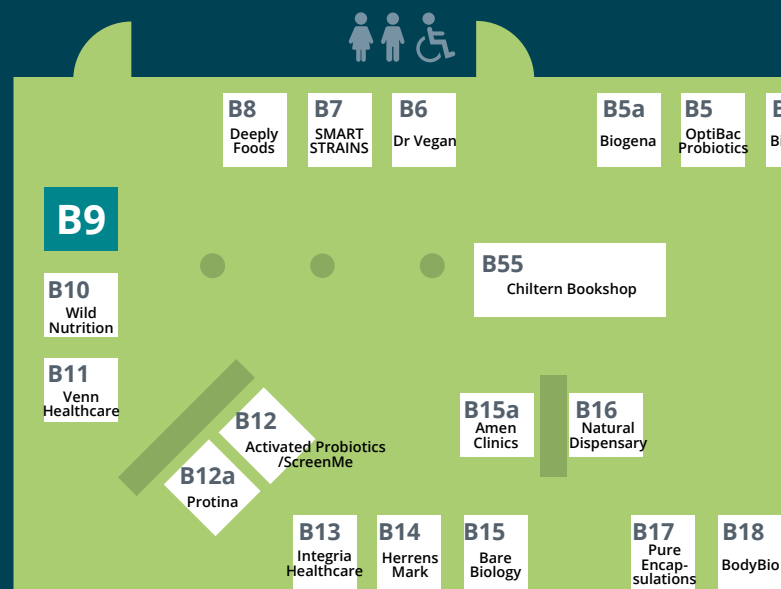 B8
Deeply
Foods
B7
SMART
STRAINS
B6
Dr Vegan
B5a
Biogena
B5
OptiBac
Probiotics
B9
B10
Wild
Nutrition
B11
Venn
Healthcare
B55
Chiltern Bookshop
B12
Activated Probiotics
/ScreenMe
B12a
Protina
B15a
Amen
Clinics
B16
Natural
Dispensary
B13
Integria
Healthcare
B14
Herrens
Mark
B15
Bare
Biology
B17
Pure
Encap-
sulations
B18
BodyBio